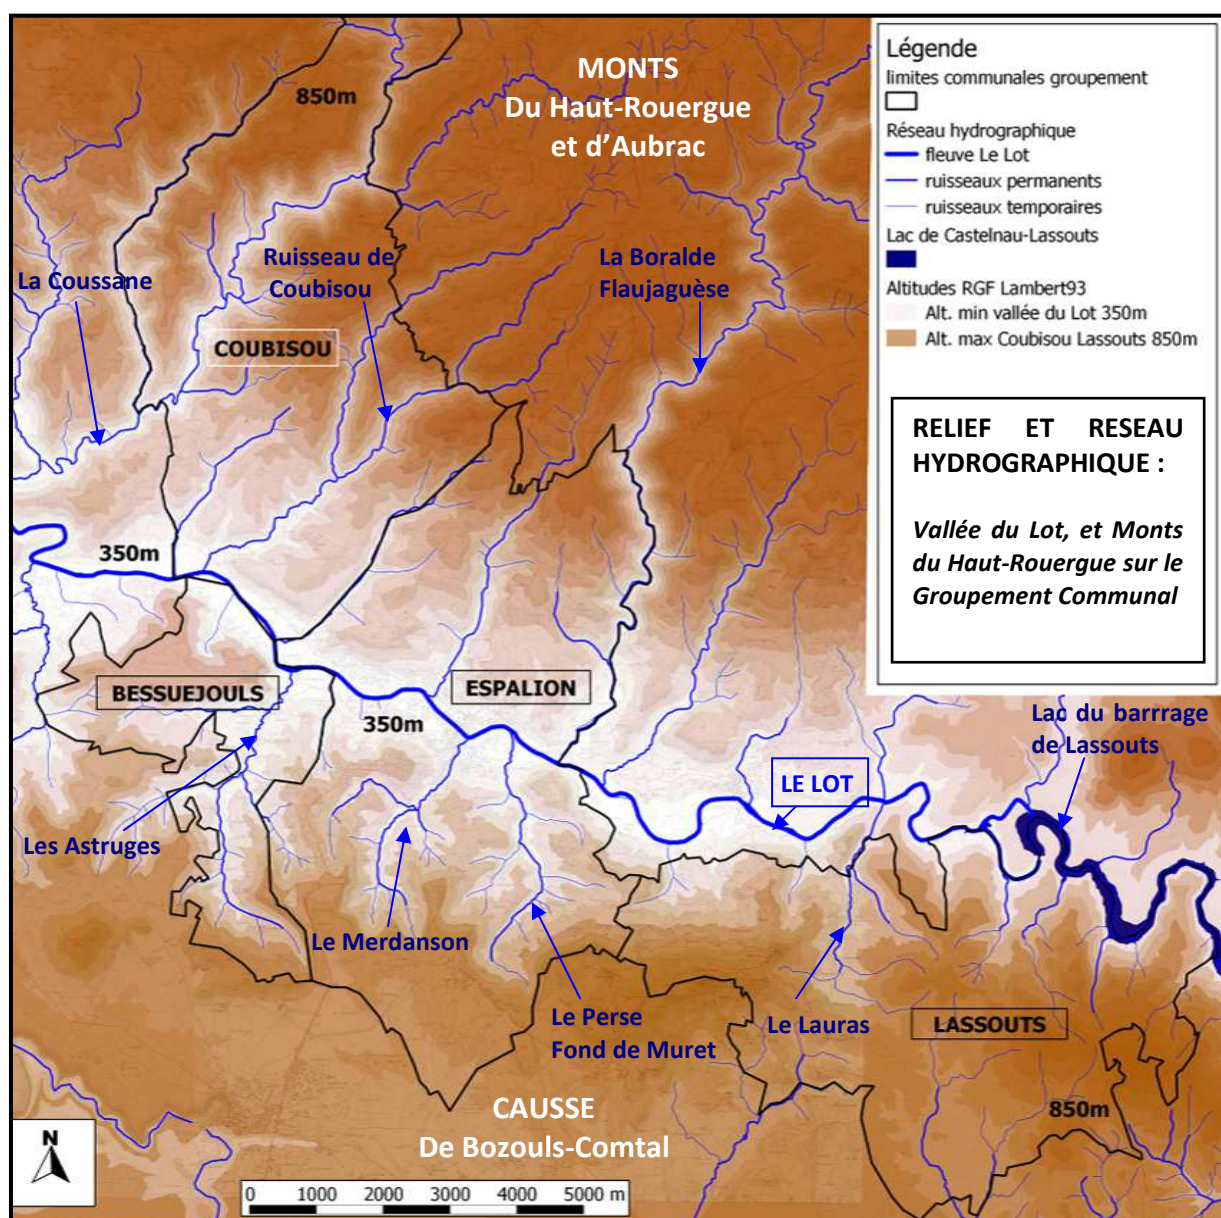 MONTS
Du Haut-Rouergue
et d’Aubrac
850m
Légende
limites communales groupement
Réseau hydrographique
fleuve Le Lot
ruisseaux permanents
ruisseaux temporaires
Lac de Castelnau-Lassouts
Altitudes RGF Lambert93
Alt. min vallée du Lot 350m
Alt. max Coubisou Lassouts 850m
RELIEF ET RESEAU
HYDROGRAPHIQUE :
Vallée du Lot, et Monts
du Haut-Rouergue sur le
Groupement Communal
La Coussane
Ruisseau de
Coubisou
La Boralde
Flaujaguèse
COUBISOU
350m
BESSUEJOULS
ESPALION
350m
Lac du barrrage
de Lassouts
LE LOT
Les Astruges
Le Merdanson
Le Perse
Fond de Muret
Le Lauras
LASSOUTS
CAUSSE
De Bozouls-Comtal
850m
N
0 1000 2000 3000 4000 5000 m